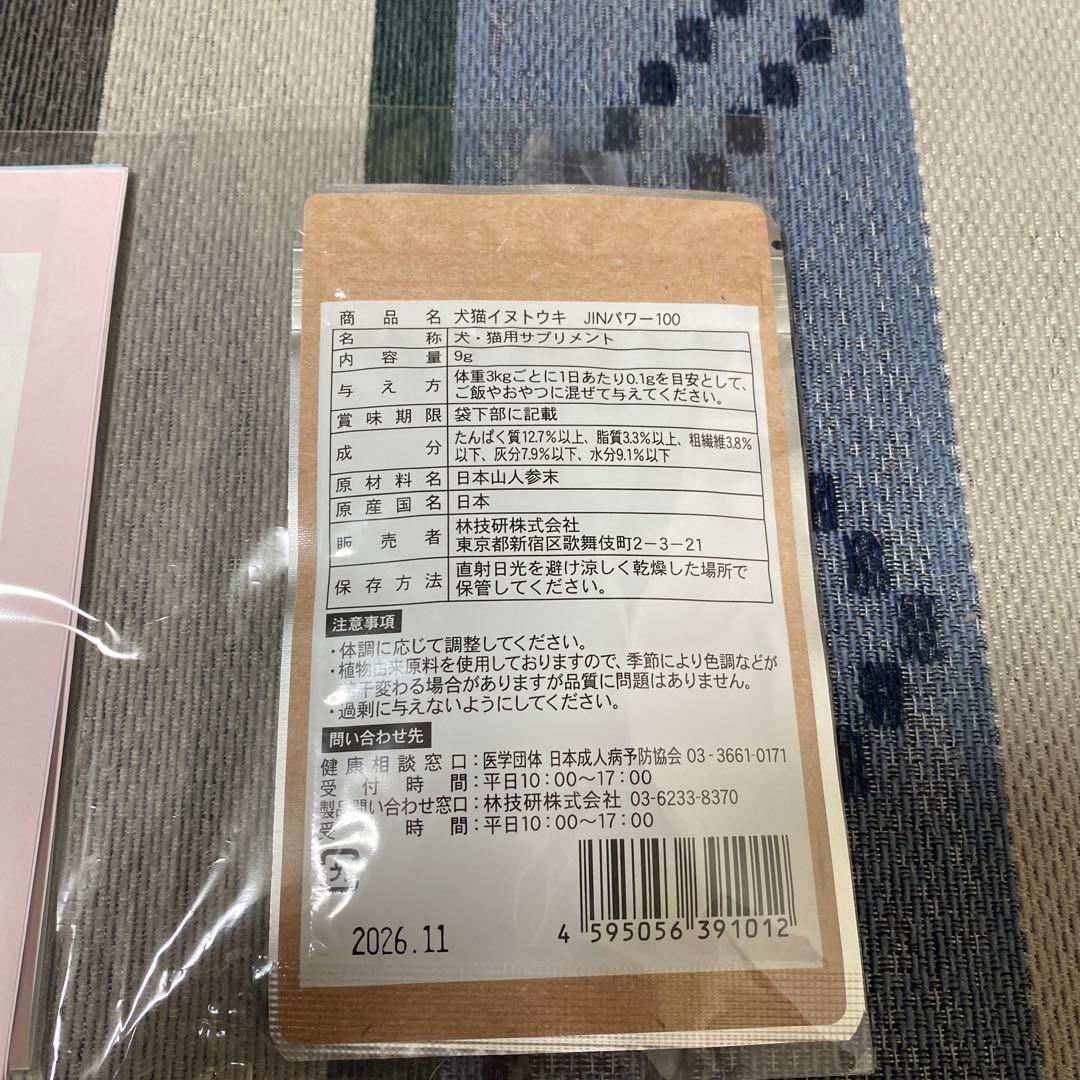 商品名 犬猫イヌトウキ JINパワー100
名称 犬・猫用サプリメント
内容量 9g
与え方 体重3kgごとに1日あたり0.1gを目安として、
ご飯やおやつに混ぜて与えてください。
賞味期限 袋下部に記載
成分 たんぱく質12.7%以上、脂質3.3%以上、粗繊維3.8%
以下、灰分7.9%以下、水分9.1%以下
原材料名 日本山人参末
原産国名 日本
販売者 林技研株式会社
東京都新宿区歌舞伎町2-3-21
保存方法 直射日光を避け涼しく乾燥した場所で
保管してください。
注意事項
・体調に応じて調整してください。
・植物由来原料を使用しておりますので、季節により色調などが
若干変わる場合がありますが品質に問題はありません。
・過剰に与えないようにしてください。
問い合わせ先
健康相談窓口:医学団体 日本成人病予防協会 03-3661-0171
受付時間:平日10:00〜17:00
製品問い合わせ窓口:林技研株式会社 03-6233-8370
受 時間:平日10:00〜17:00
プラ
2026.11
4 595056 391012